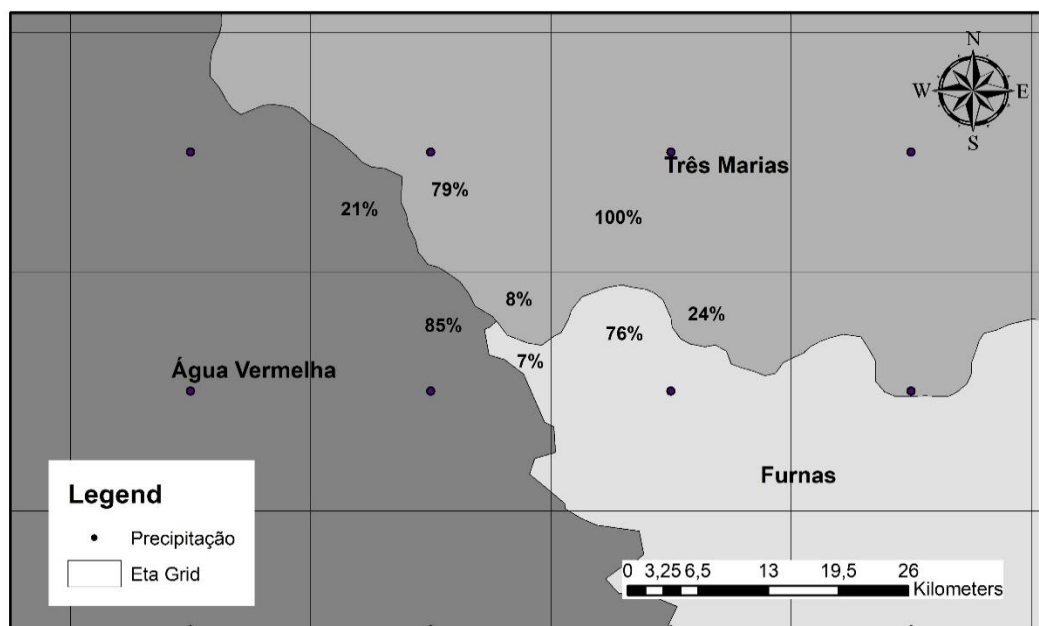 N
W E
S
Três Marias
79%
21%
100%
8%
24%
85%
76%
7%
Água Vermelha
Furnas
Legend
Precipitação
Eta Grid
0 3,25 6,5 13 19,5 26
Kilometers